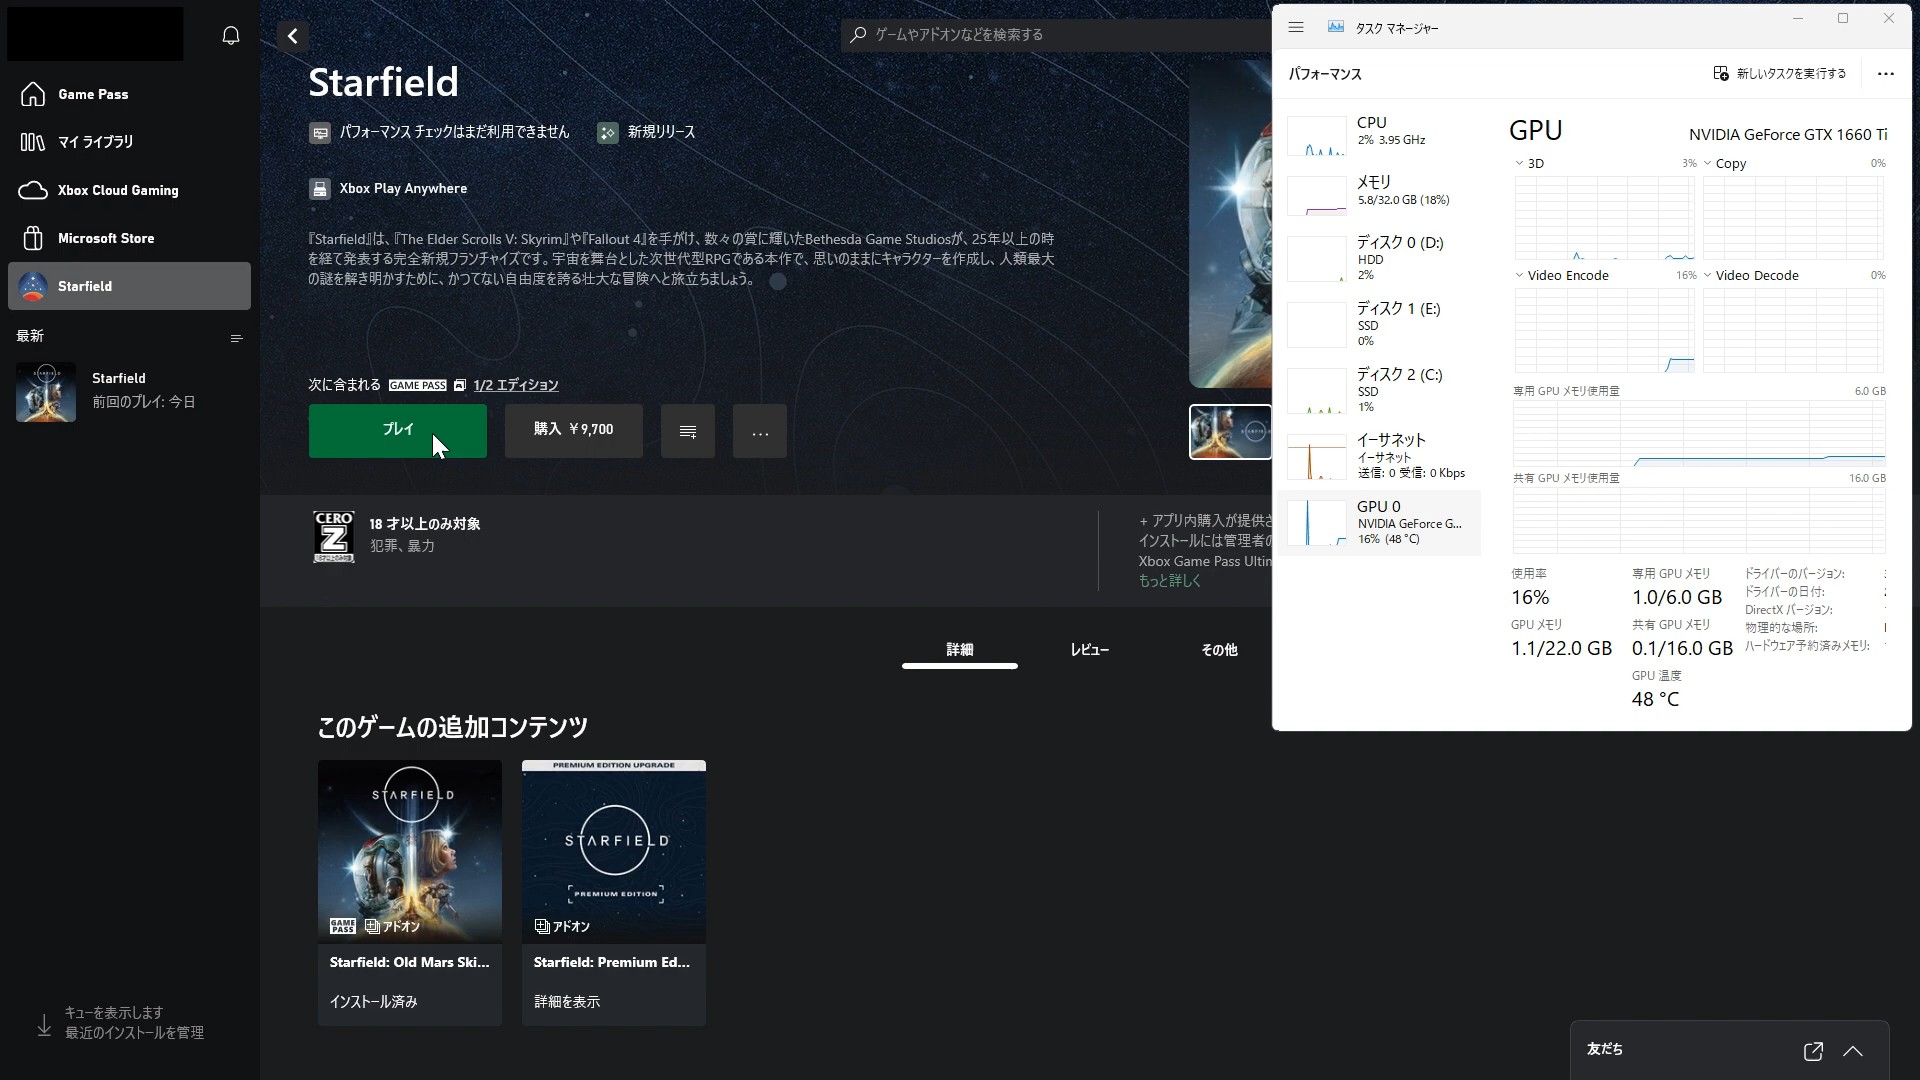 Game Pass
マイ ライブラリ
Xbox Cloud Gaming
Microsoft Store
Starfield
最新
Starfield
前回のプレイ: 今日
キューを表示します
最近のインストールを管理
ゲームやアドオンなどを検索する
Starfield
パフォーマンス チェックはまだ利用できません
新規リリース
Xbox Play Anywhere
『Starfield』は、『The Elder Scrolls V: Skyrim』や『Fallout 4』を手がけ、数々の賞に輝いたBethesda Game Studiosが、25年以上の時
を経て発表する完全新規フランチャイズです。宇宙を舞台とした次世代型RPGである本作で、思いのままにキャラクターを作成し、人類最大
の謎を解き明かすために、かつてない自由度を誇る壮大な冒険へと旅立ちましょう。
次に含まれる GAME PASS 1/2 エディション
プレイ
購入 ¥9,700
...
CERO
Z
18才以上のみ対象
18 才以上のみ対象
犯罪、暴力
+ アプリ内購入が提供さ
インストールには管理者の
Xbox Game Pass Ultin
もっと詳しく
詳細
レビュー
その他
このゲームの追加コンテンツ
STARFIELD
GAME PASS
アドオン
Starfield: Old Mars Ski...
インストール済み
PREMIUM EDITION UPGRADE
STARFIELD
PREMIUM EDITION
アドオン
Starfield: Premium Ed...
詳細を表示
友だち
タスク マネージャー
パフォーマンス
新しいタスクを実行する
CPU
2% 3.95 GHz
メモリ
5.8/32.0 GB (18%)
ディスク 0 (D:)
HDD
2%
ディスク 1 (E:)
SSD
0%
ディスク 2 (C:)
SSD
1%
イーサネット
イーサネット
送信: 0 受信: 0 Kbps
GPU 0
NVIDIA GeForce G...
16% (48 °C)
GPU
NVIDIA GeForce GTX 1660 Ti
3D 3%
Copy 0%
Video Encode 16%
Video Decode 0%
専用 GPU メモリ使用量 6.0 GB
共有 GPU メモリ使用量 16.0 GB
使用率
16%
専用 GPU メモリ
1.0/6.0 GB
GPU メモリ
1.1/22.0 GB
共有 GPU メモリ
0.1/16.0 GB
GPU 温度
48 °C
ドライバーのバージョン:
ドライバーの日付:
DirectX バージョン:
物理的な場所:
ハードウェア予約済みメモリ: